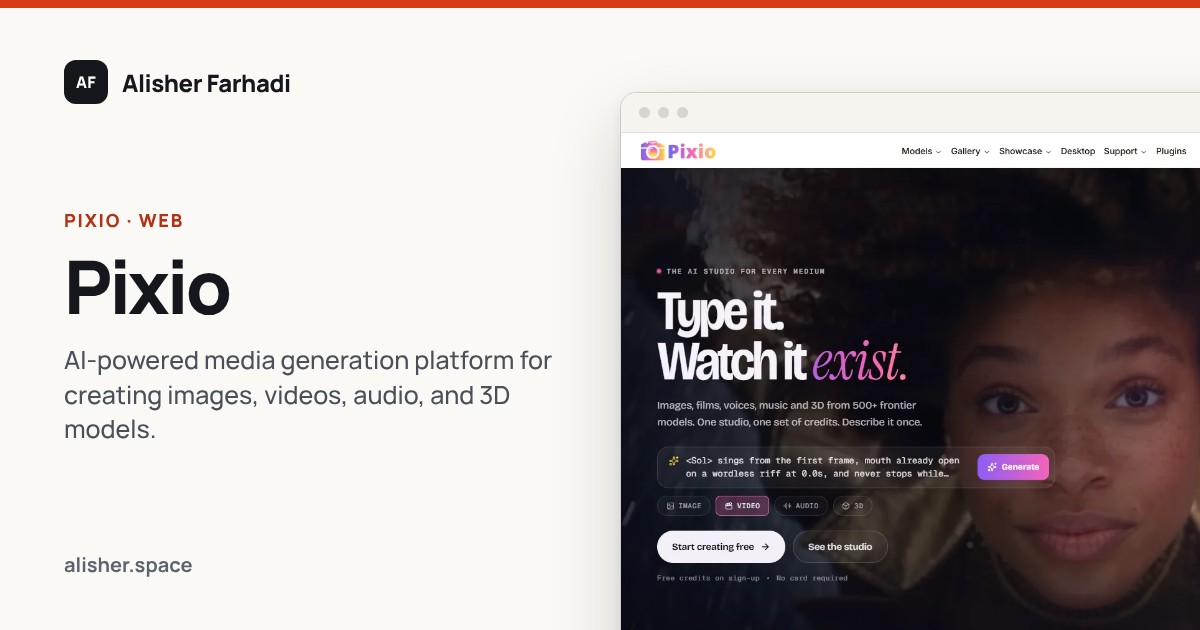 AF
Alisher Farhadi
PIXIO · WEB
Pixio
AI-powered media generation platform for
creating images, videos, audio, and 3D
models.
alisher.space
Pixio
Models Gallery Showcase Desktop Support Plugins
THE AI STUDIO FOR EVERY MEDIUM
Type it.
Watch it exist.
Images, films, voices, music and 3D from 500+ frontier
models. One studio, one set of credits. Describe it once.
<Sol> sings from the first frame, mouth already open
on a wordless riff at 0.0s, and never stops while…
Generate
IMAGE VIDEO AUDIO 3D
Start creating free → See the studio
Free credits on sign-up • No card required